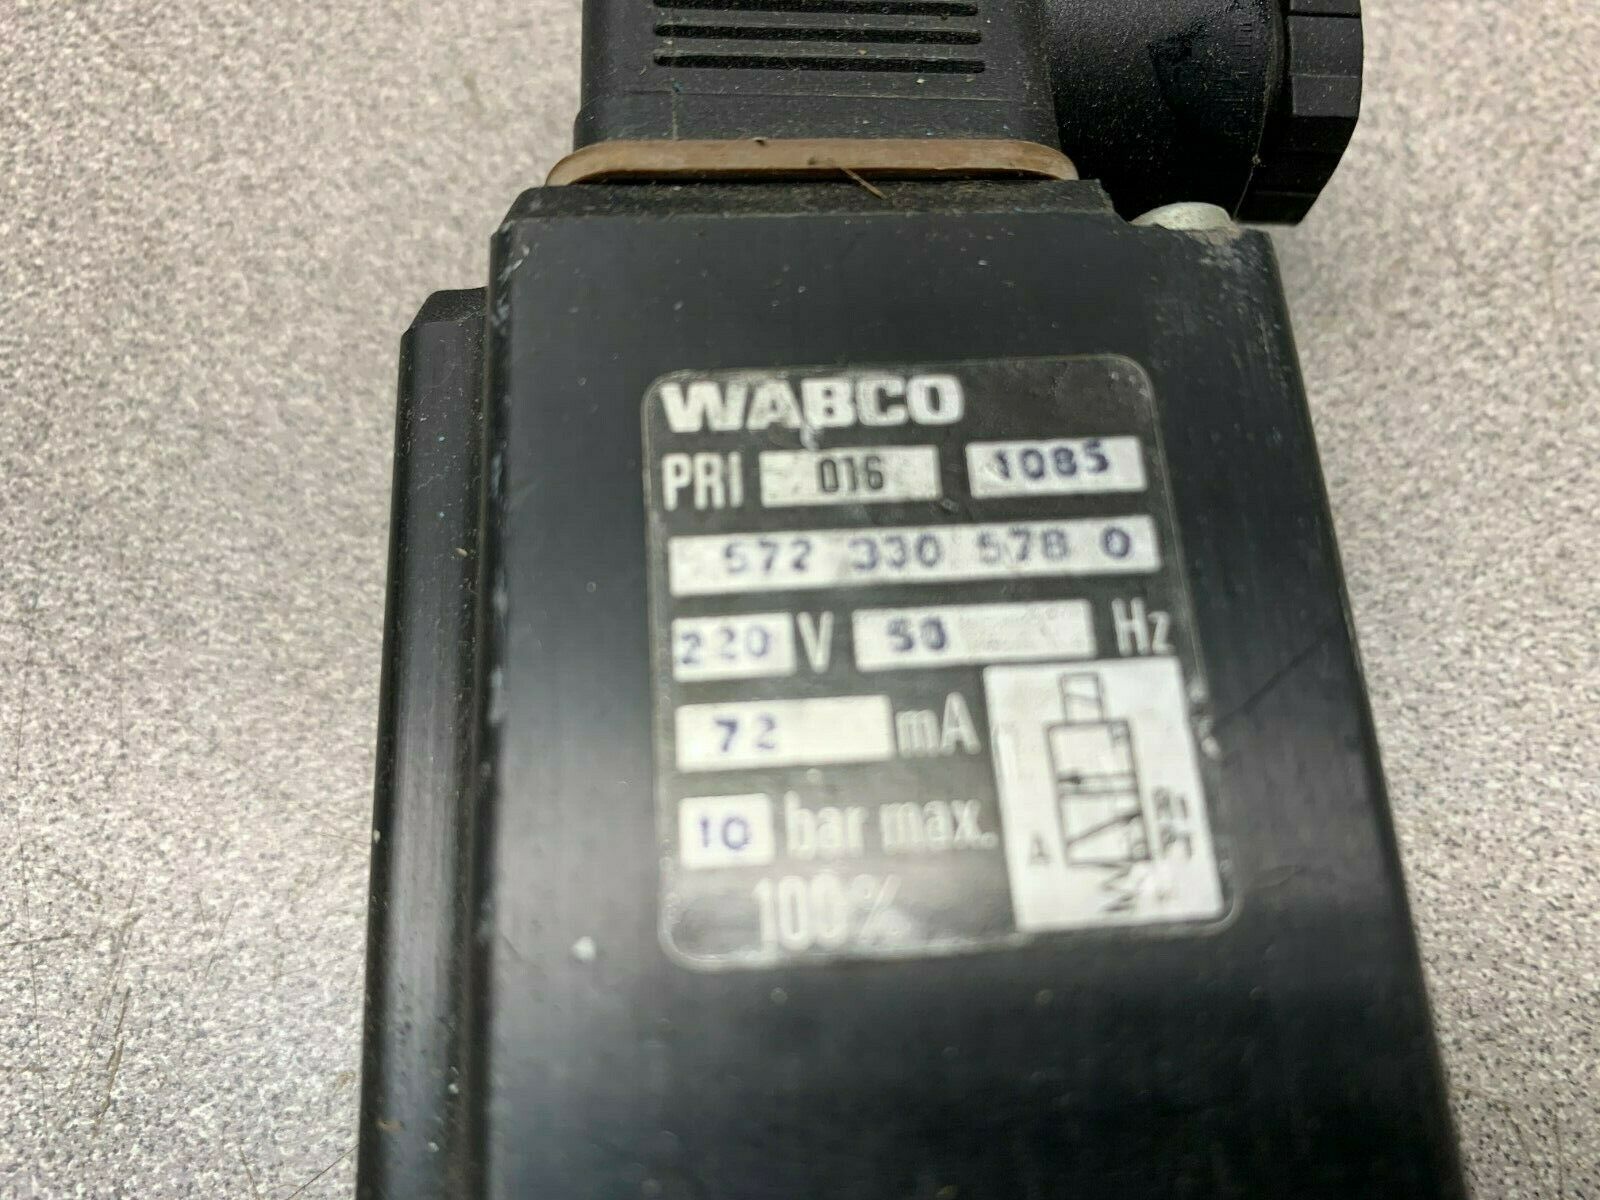 WABCO
PRI 016 1085
572 330 578 0
220 V 50 Hz
72 mA
10 bar max.
100%
A